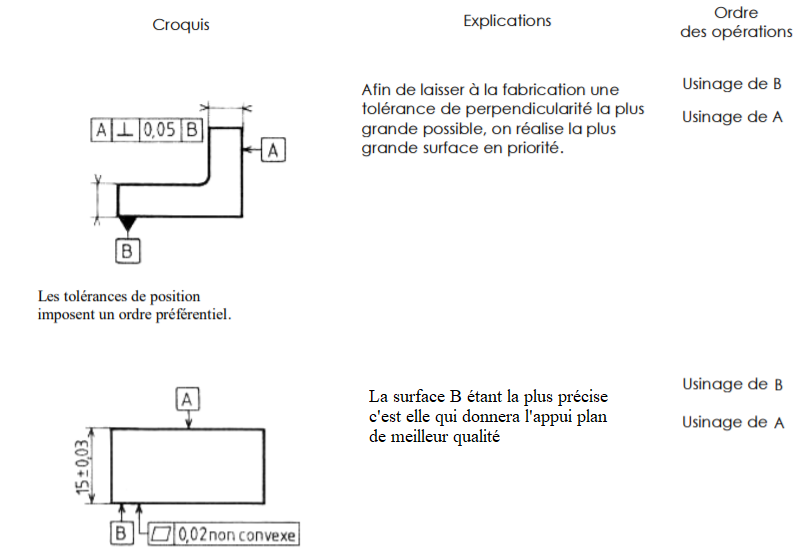 Croquis
Explications
Ordre
des opérations
A ⊥ 0,05 B
A
B
Afin de laisser à la fabrication une
tolérance de perpendicularité la plus
grande possible, on réalise la plus
grande surface en priorité.
Usinage de B
Usinage de A
Les tolérances de position
imposent un ordre préférentiel.
A
15±0,03
B
▱ 0,02 non convexe
La surface B étant la plus précise
c'est elle qui donnera l'appui plan
de meilleur qualité
Usinage de B
Usinage de A